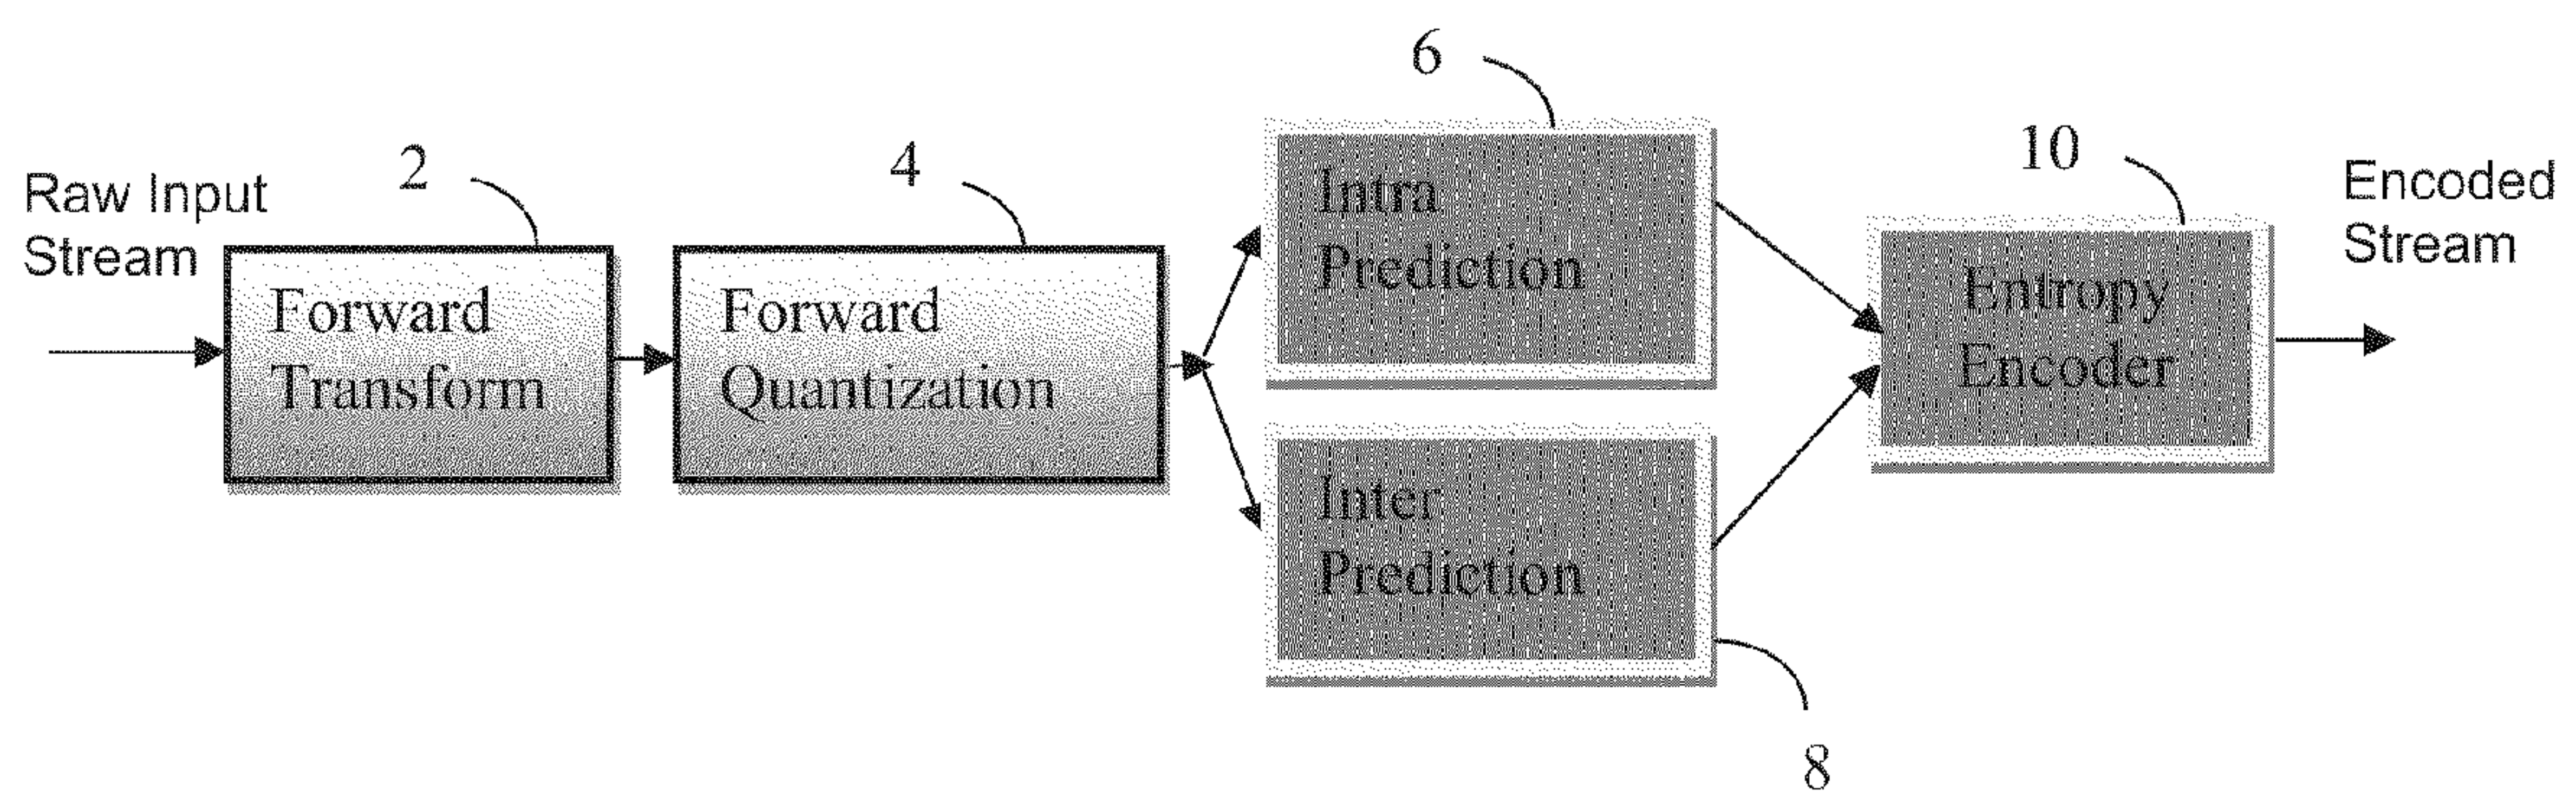 Raw Input
Stream
2
Forward
Transform
4
Forward
Quantization
6
Intra
Prediction
Inter
Prediction
8
10
Entropy
Encoder
Encoded
Stream